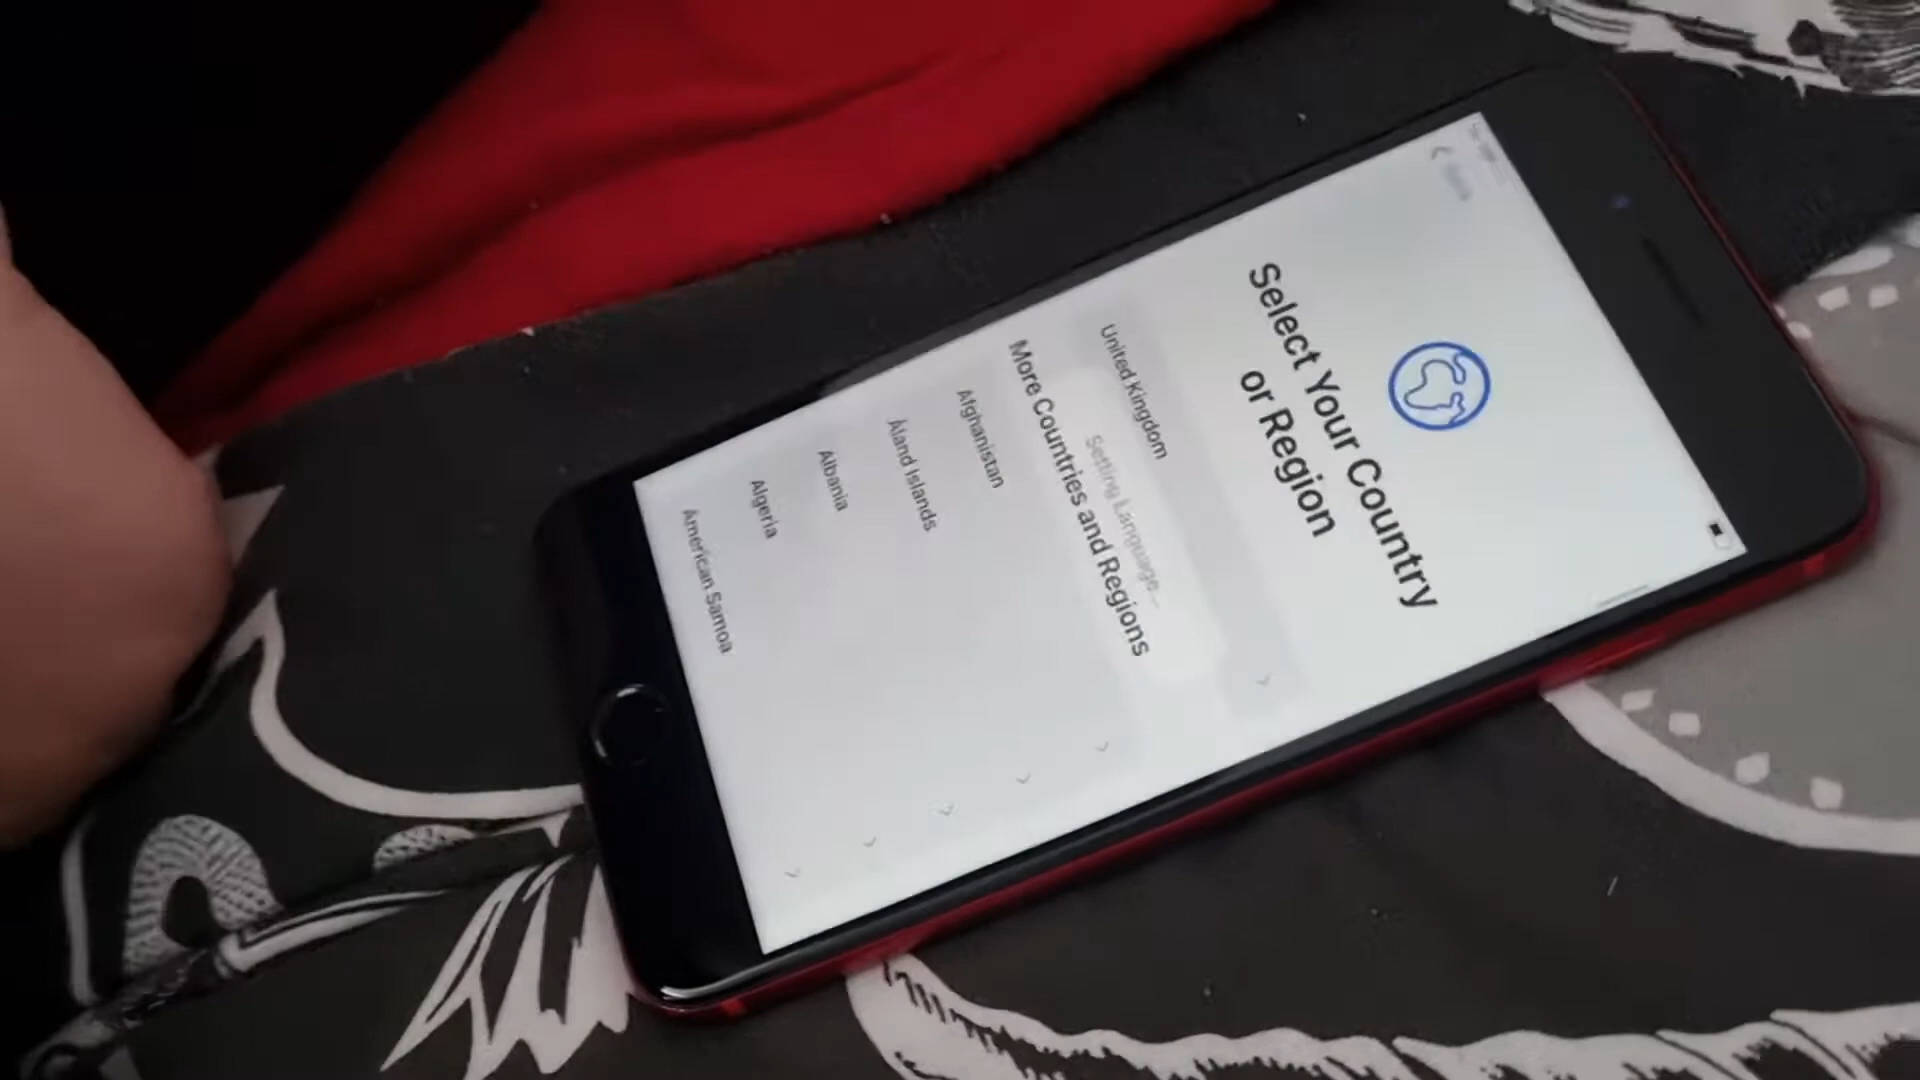 Select Your Country
or Region
United Kingdom
Setting Language...
More Countries and Regions
Afghanistan
Åland Islands
Albania
Algeria
American Samoa